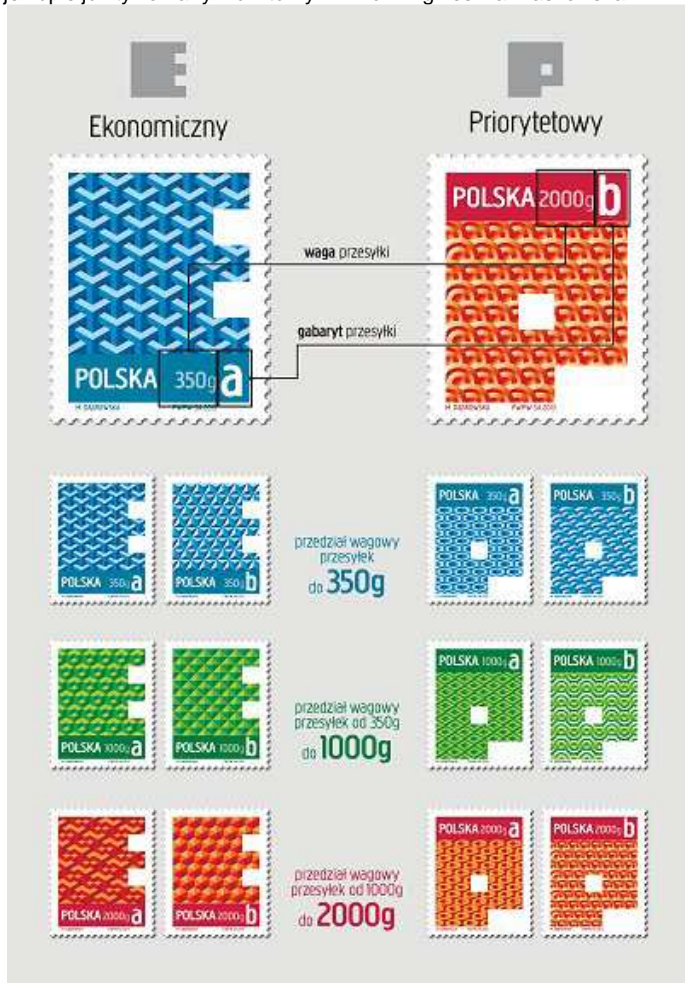 Ekonomiczny
Priorytetowy
POLSKA 2000g b
waga przesyłki
gabaryt przesyłki
POLSKA 350g a
M. DĄBROWSKA
M. DĄBROWSKA
POLSKA 350g a
POLSKA 350g b
przedział wagowy
przesyłek
do 350g
POLSKA 350g a
POLSKA 350g b
POLSKA 1000g a
POLSKA 1000g b
przedział wagowy
przesyłek od 350g
do 1000g
POLSKA 1000g a
POLSKA 1000g b
POLSKA 2000g a
POLSKA 2000g b
przedział wagowy
przesyłek od 1000g
do 2000g
POLSKA 2000g a
POLSKA 2000g b